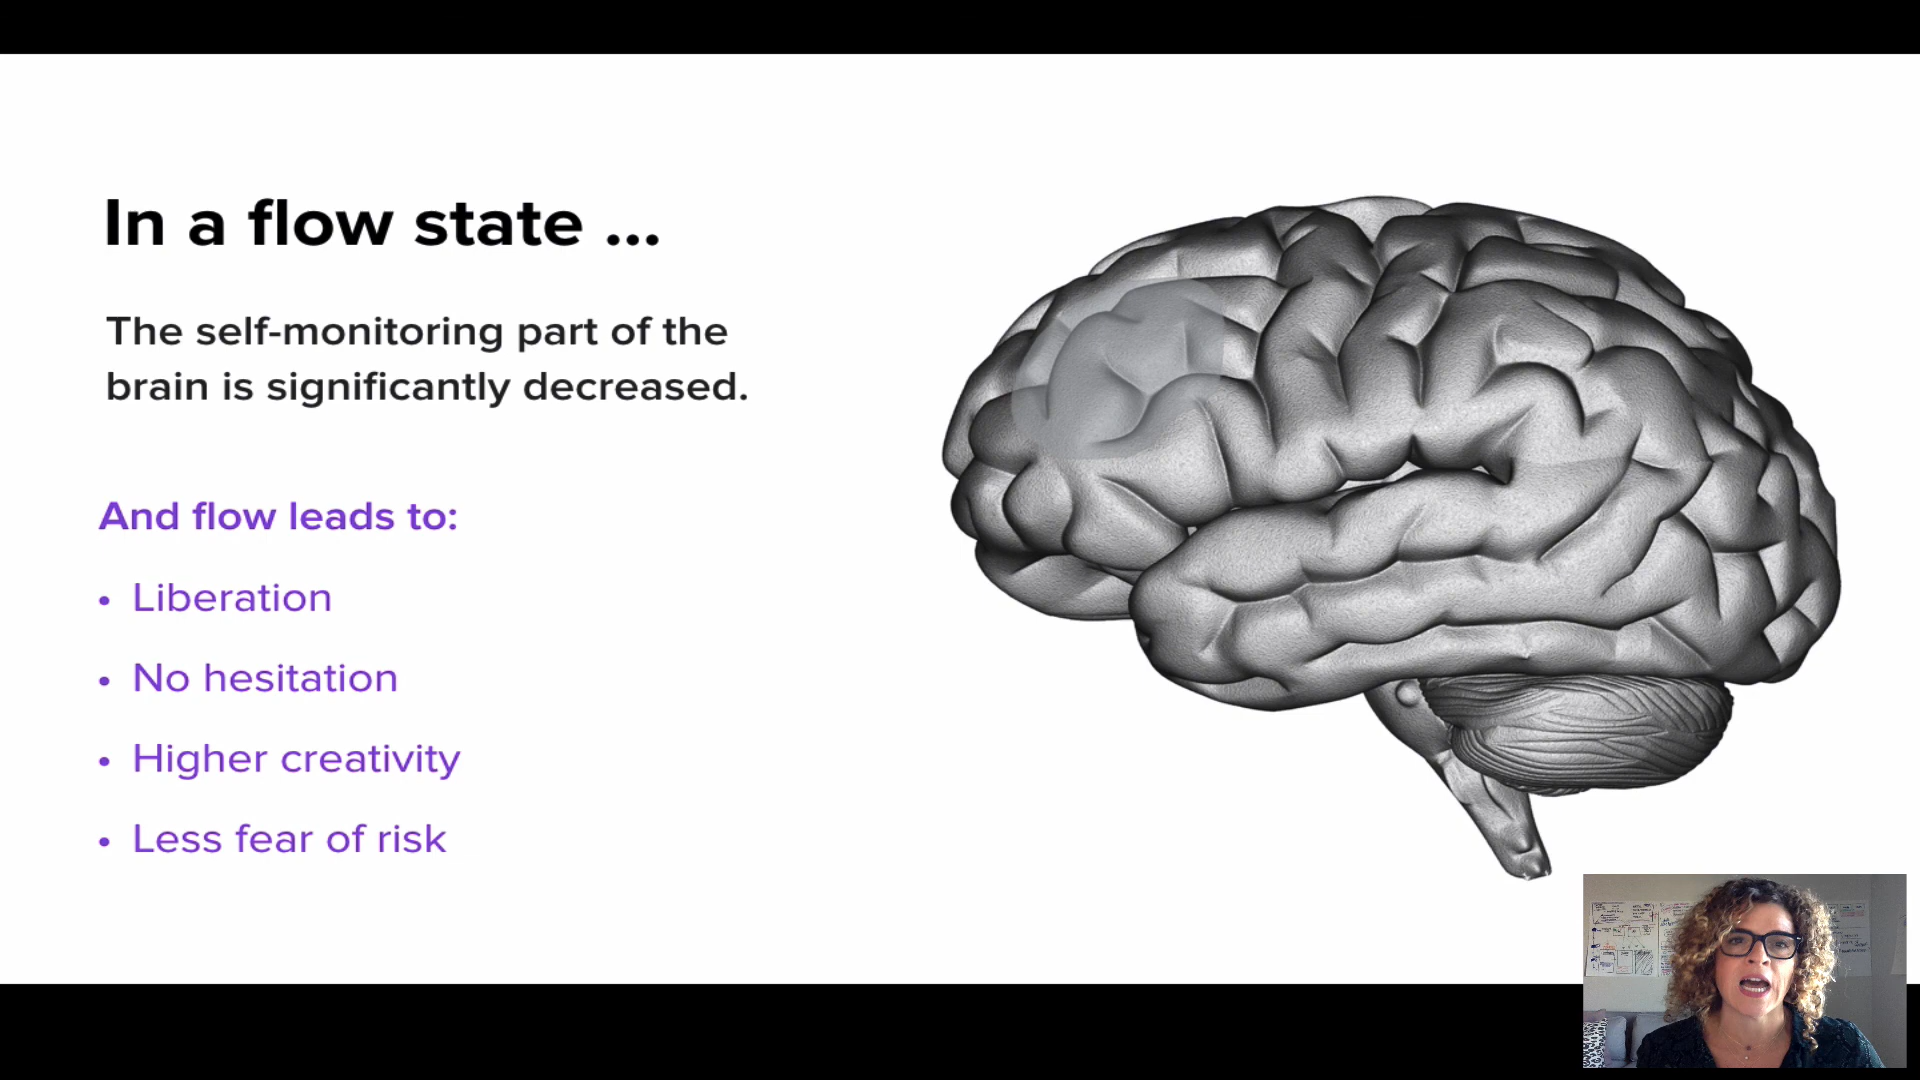 In a flow state ...
The self-monitoring part of the
brain is significantly decreased.
And flow leads to:
• Liberation
• No hesitation
• Higher creativity
• Less fear of risk